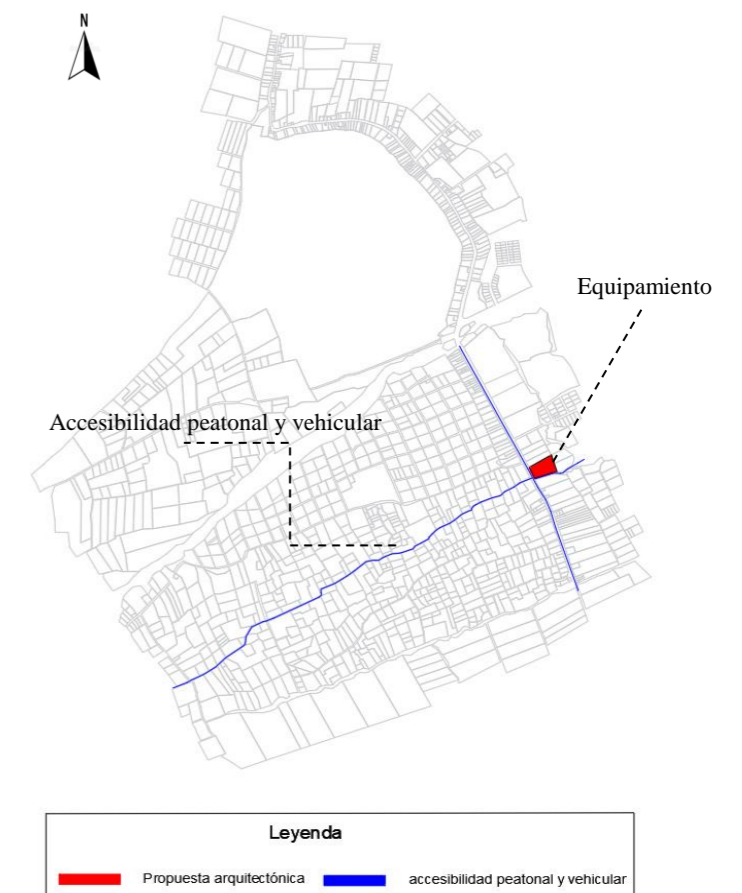 N
Equipamiento
Accesibilidad peatonal y vehicular
Leyenda
Propuesta arquitectónica accesibilidad peatonal y vehicular